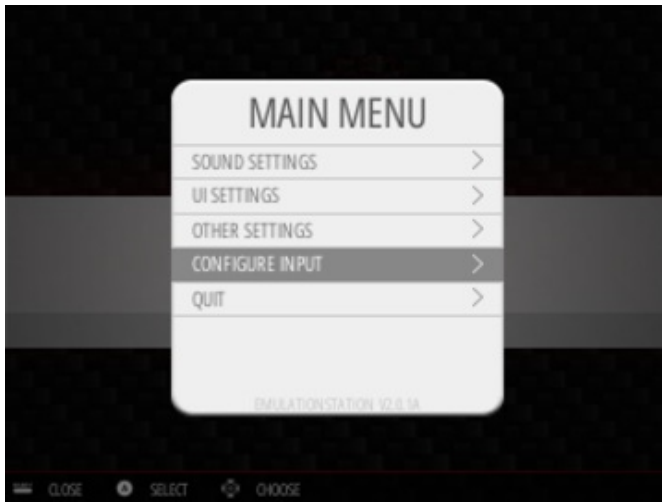 MAIN MENU
SOUND SETTINGS
UI SETTINGS
OTHER SETTINGS
CONFIGURE INPUT
QUIT
EMULATIONSTATION V2.0.1A
CLOSE SELECT CHOOSE